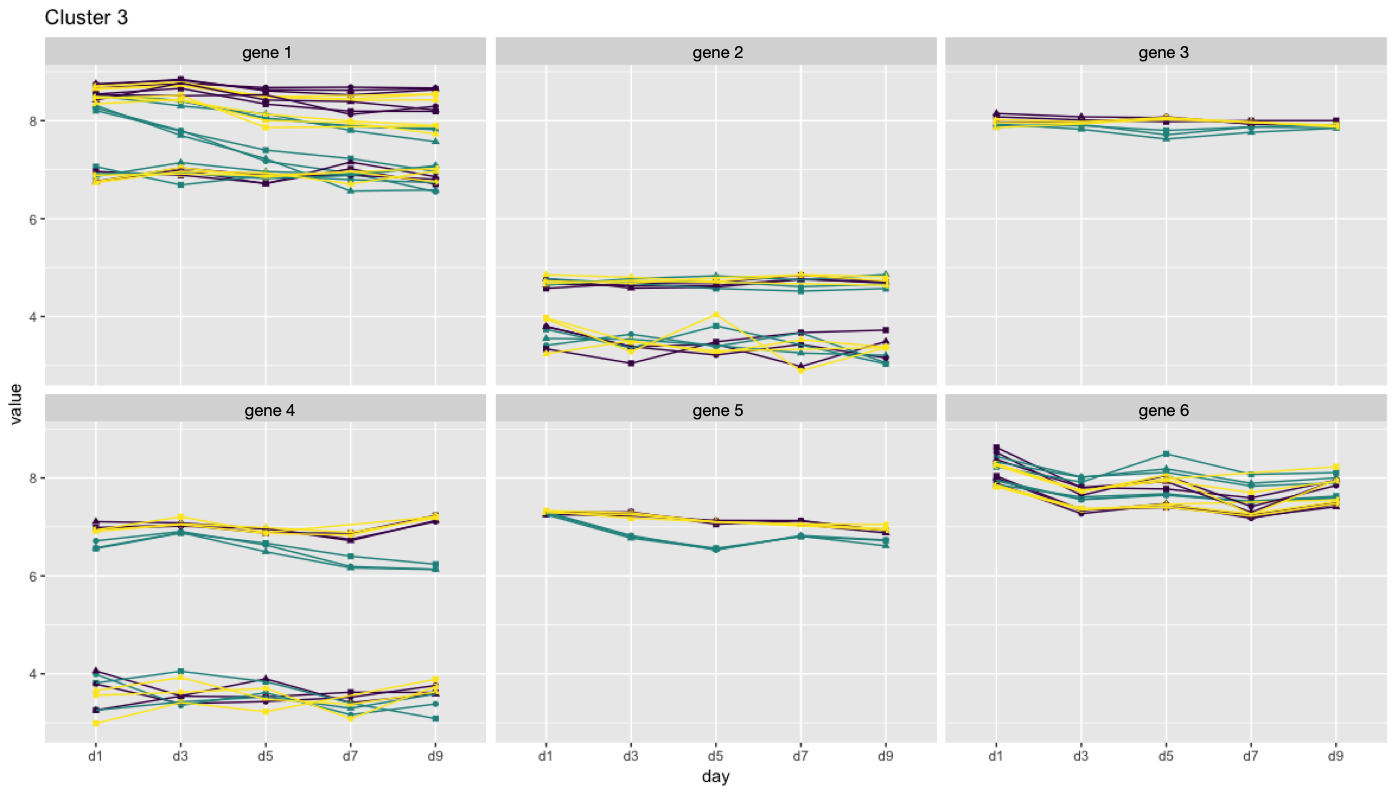 Cluster 3
gene 1
gene 2
gene 3
8
6
4
value
gene 4
gene 5
gene 6
8
6
4
d1 d3 d5 d7 d9
d1 d3 d5 d7 d9
d1 d3 d5 d7 d9
day